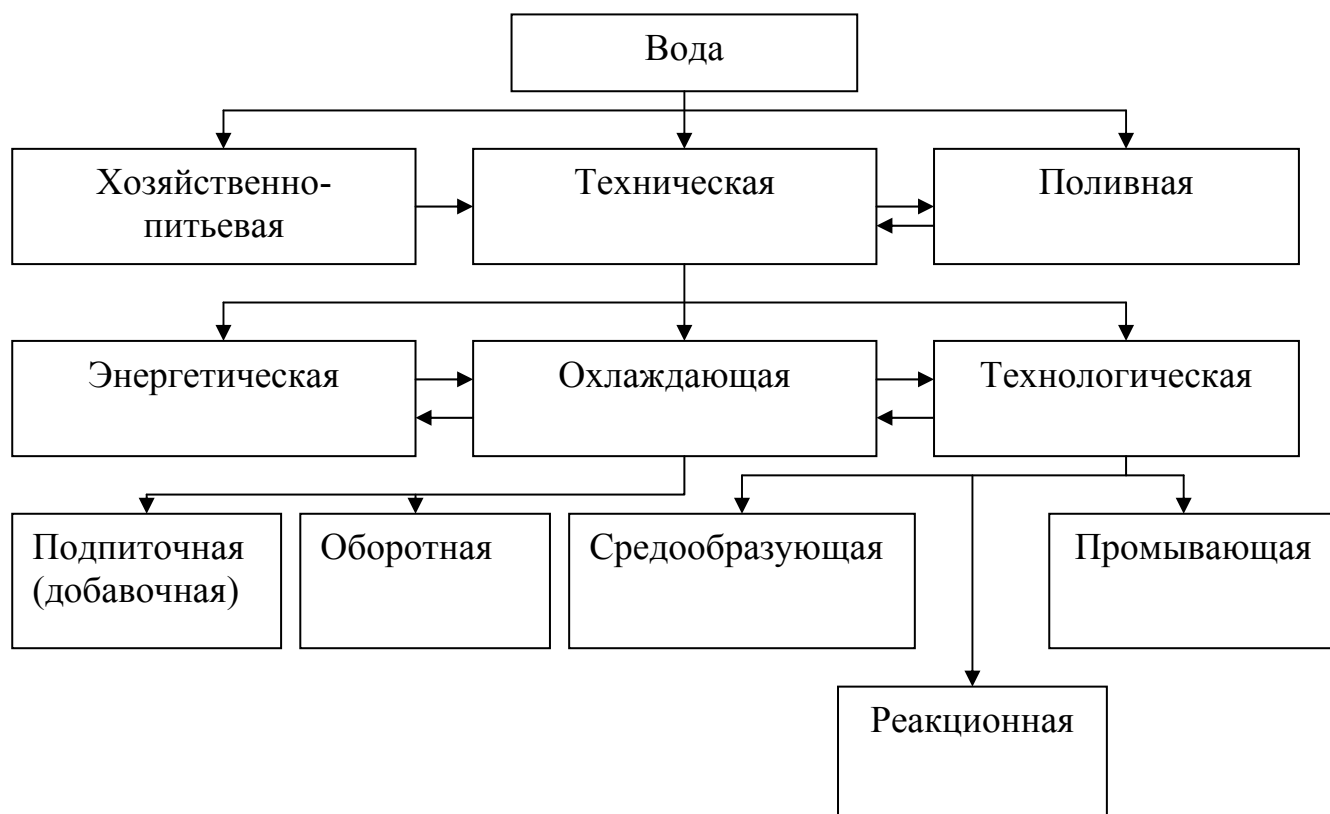 Вода
Хозяйственно-
питьевая
Техническая
Поливная
Энергетическая
Охлаждающая
Технологическая
Подпиточная
(добавочная)
Оборотная
Средообразующая
Промывающая
Реакционная